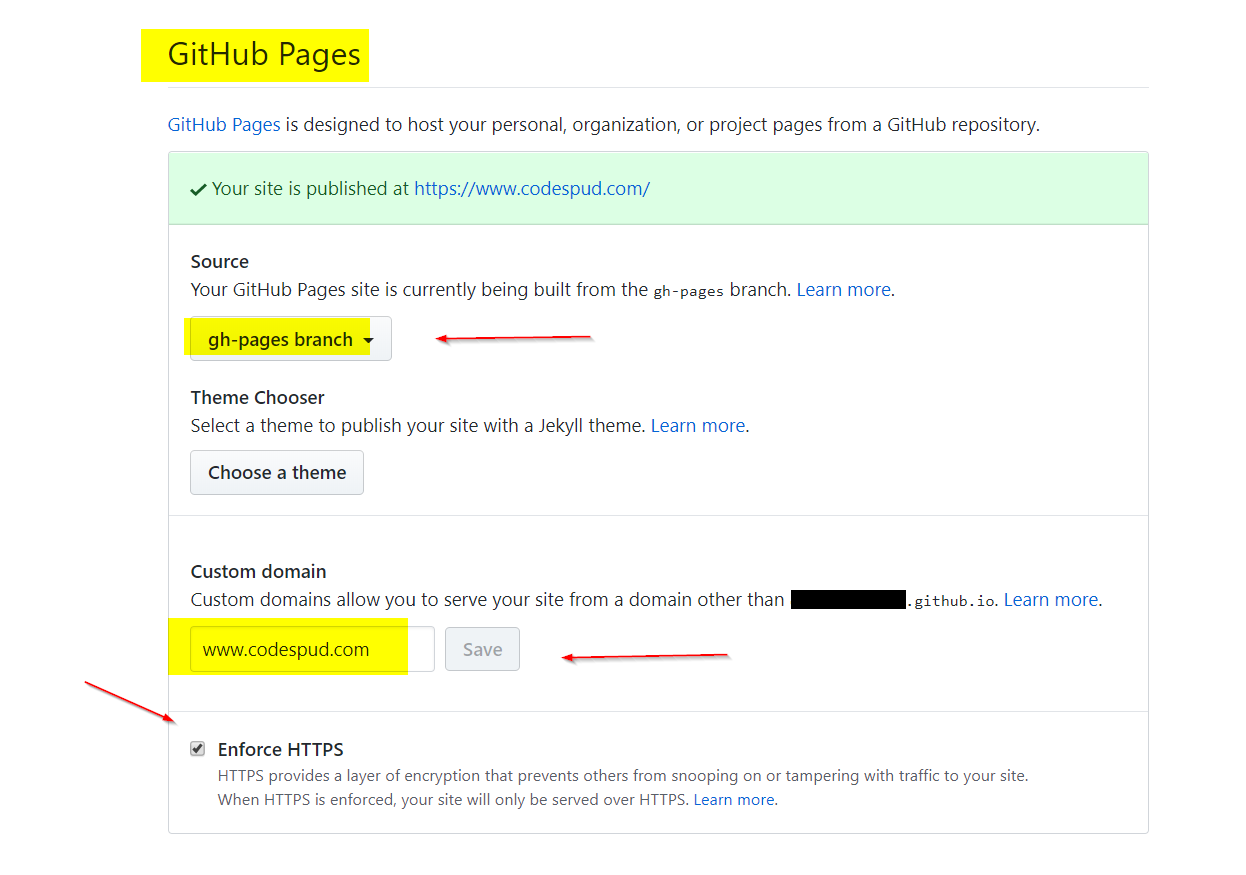 GitHub Pages
GitHub Pages is designed to host your personal, organization, or project pages from a GitHub repository.
Your site is published at https://www.codespud.com/
Source
Your GitHub Pages site is currently being built from the gh-pages branch. Learn more.
gh-pages branch
Theme Chooser
Select a theme to publish your site with a Jekyll theme. Learn more.
Choose a theme
Custom domain
Custom domains allow you to serve your site from a domain other than .github.io. Learn more.
www.codespud.com Save
Enforce HTTPS
HTTPS provides a layer of encryption that prevents others from snooping on or tampering with traffic to your site.
When HTTPS is enforced, your site will only be served over HTTPS. Learn more.